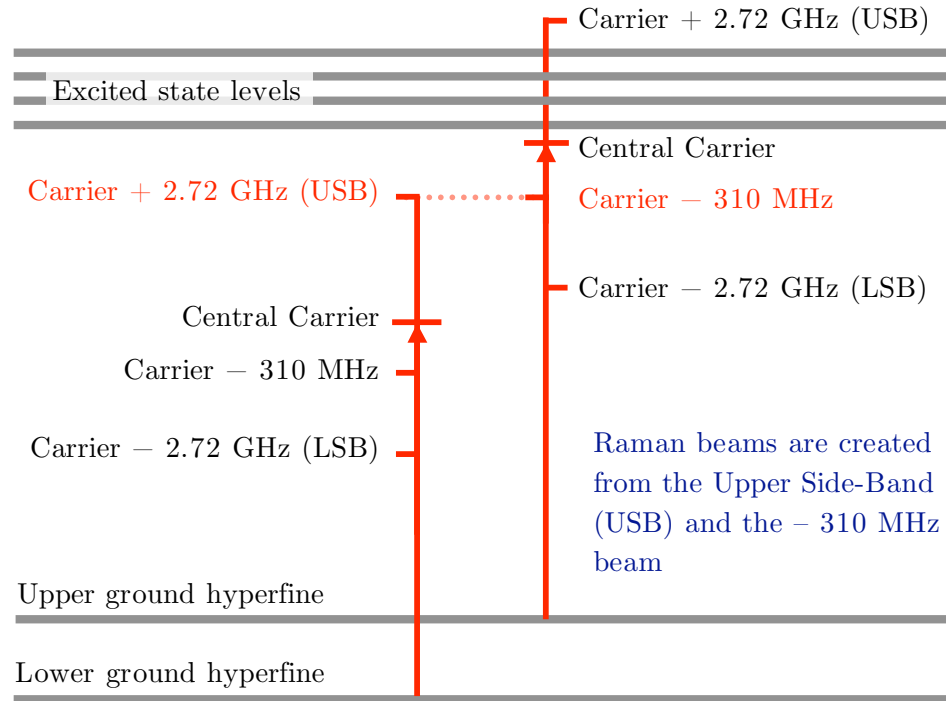 Carrier + 2.72 GHz (USB)
Excited state levels
Central Carrier
Carrier + 2.72 GHz (USB)
Carrier − 310 MHz
Carrier − 2.72 GHz (LSB)
Central Carrier
Carrier − 310 MHz
Carrier − 2.72 GHz (LSB)
Raman beams are created
from the Upper Side-Band
(USB) and the – 310 MHz
beam
Upper ground hyperfine
Lower ground hyperfine